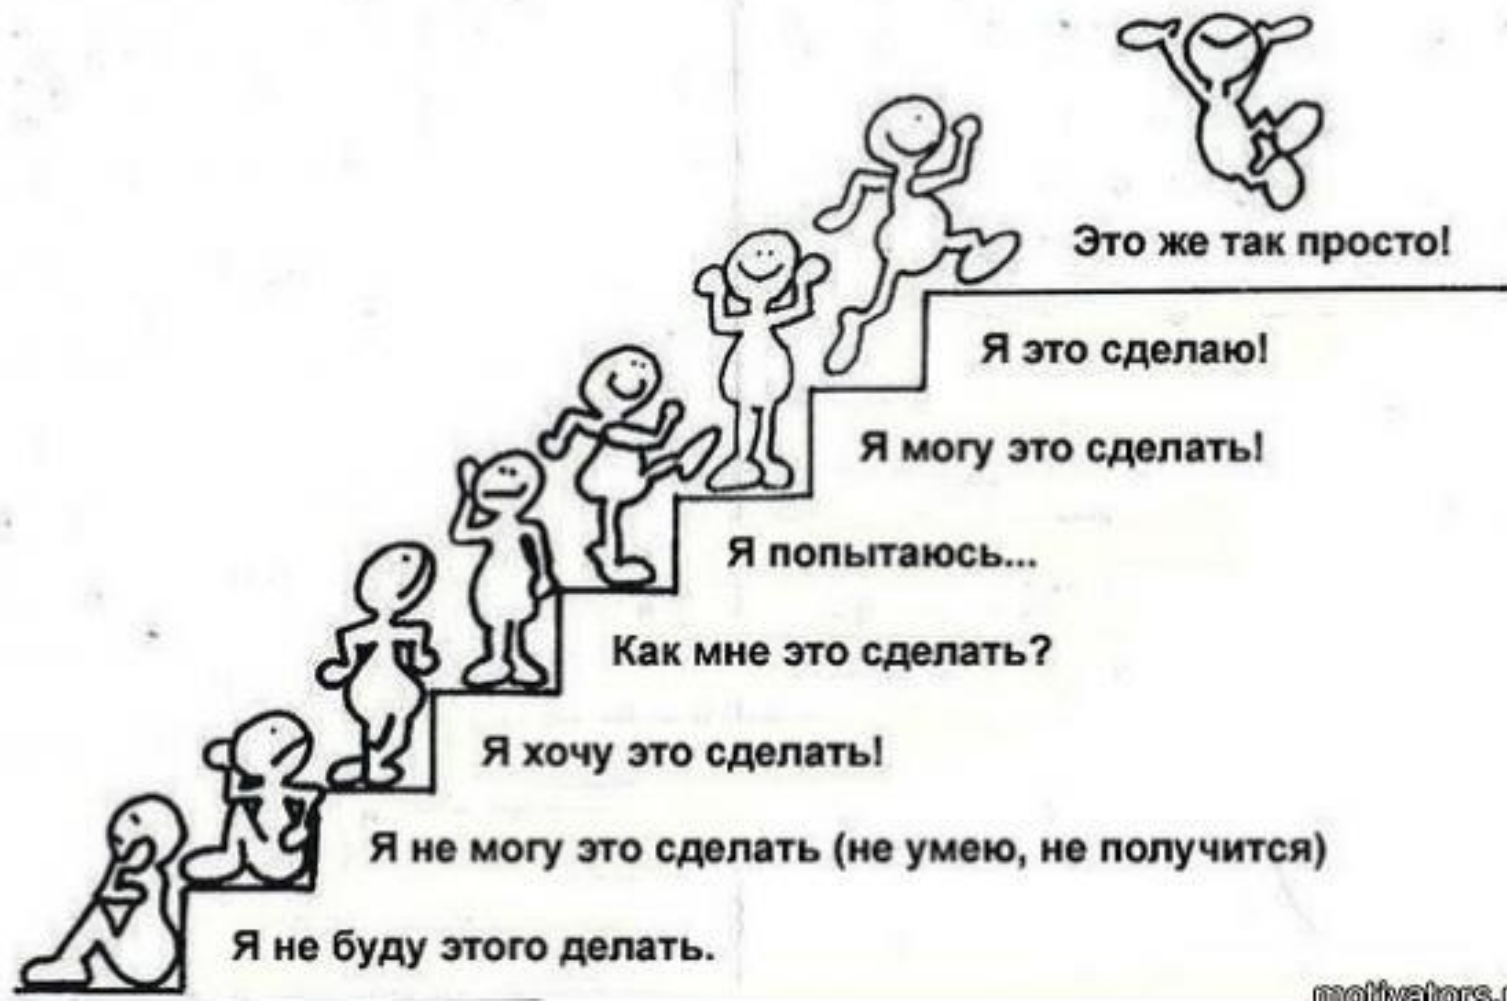 Это же так просто!
Я это сделаю!
Я могу это сделать!
Я попытаюсь...
Как мне это сделать?
Я хочу это сделать!
Я не могу это сделать (не умею, не получится)
Я не буду этого делать.